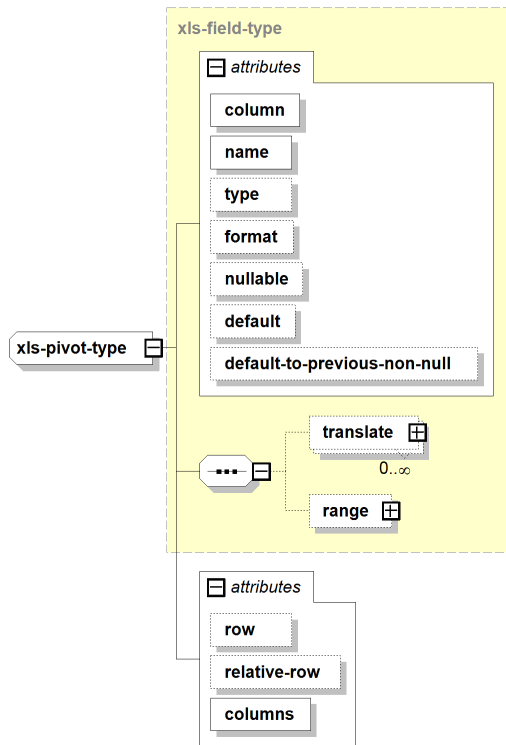 xls-field-type
attributes
column
name
type
format
nullable
default
default-to-previous-non-null
xls-pivot-type
translate
0..∞
range
attributes
row
relative-row
columns